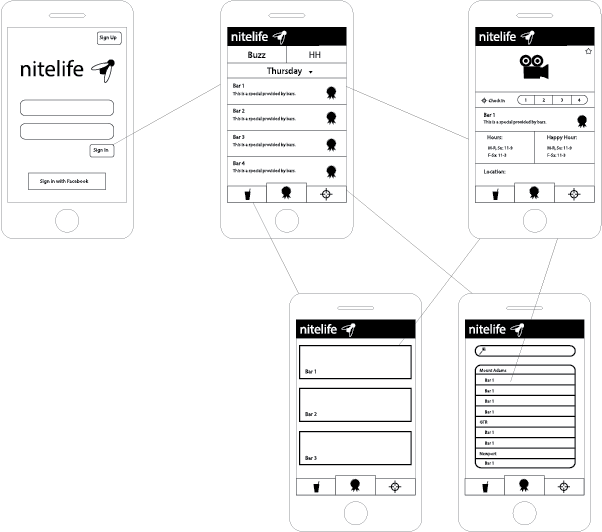 Sign Up
nitelife
Sign In
Sign in with Facebook
nitelife
Buzz HH
Thursday
Bar 1
This is a special provided by bars.
Bar 2
This is a special provided by bars.
Bar 3
This is a special provided by bars.
Bar 4
This is a special provided by bars.
nitelife
Check In 1 2 3 4
Bar 1
This is a special provided by bars.
Hours: Happy Hour:
M-R, Su: 11-9 M-R, Su: 11-9
F-Sa: 11-3 F-Sa: 11-3
Location:
nitelife
Bar 1
Bar 2
Bar 3
nitelife
Mount Adams
Bar 1
Bar 1
Bar 1
Bar 1
OTR
Bar 1
Bar 1
Newport
Bar 1